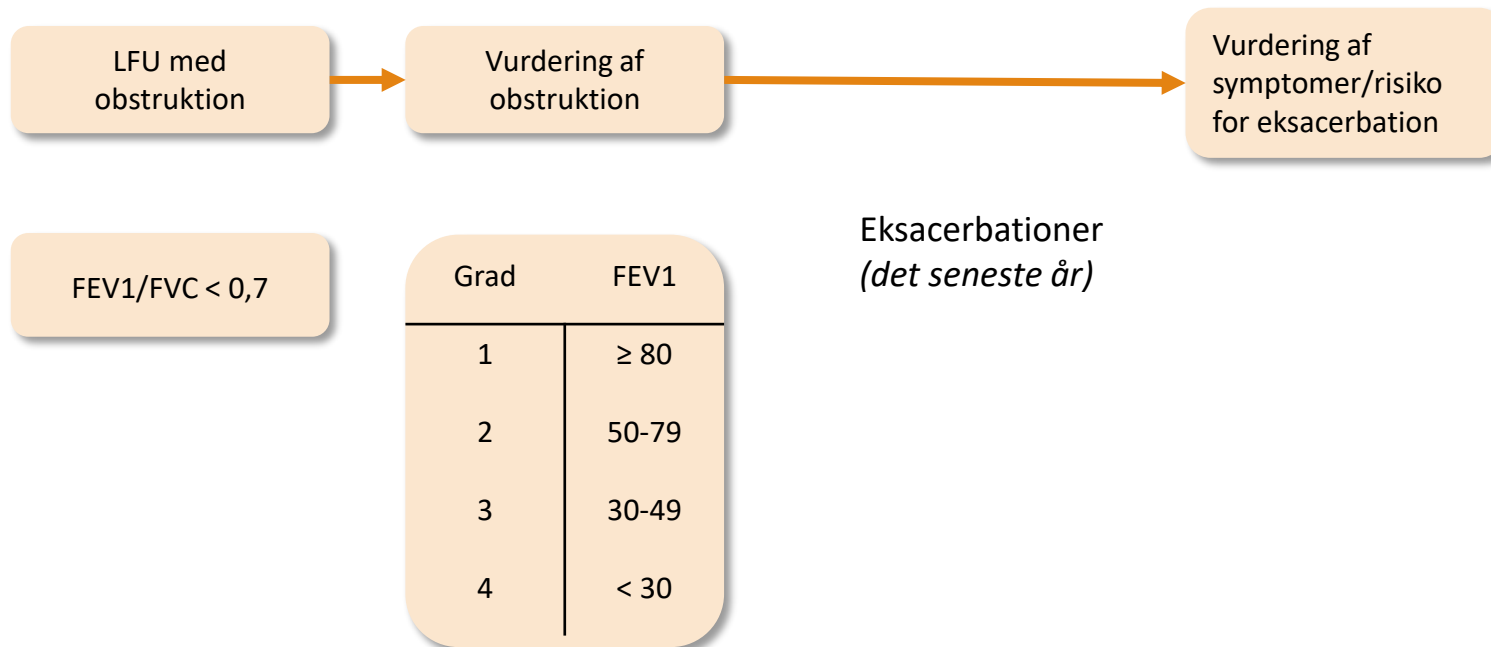 LFU med
obstruktion
Vurdering af
obstruktion
Vurdering af
symptomer/risiko
for eksacerbation
FEV1/FVC < 0,7
Grad FEV1
1 ≥ 80
2 50-79
3 30-49
4 < 30
Eksacerbationer
(det seneste år)